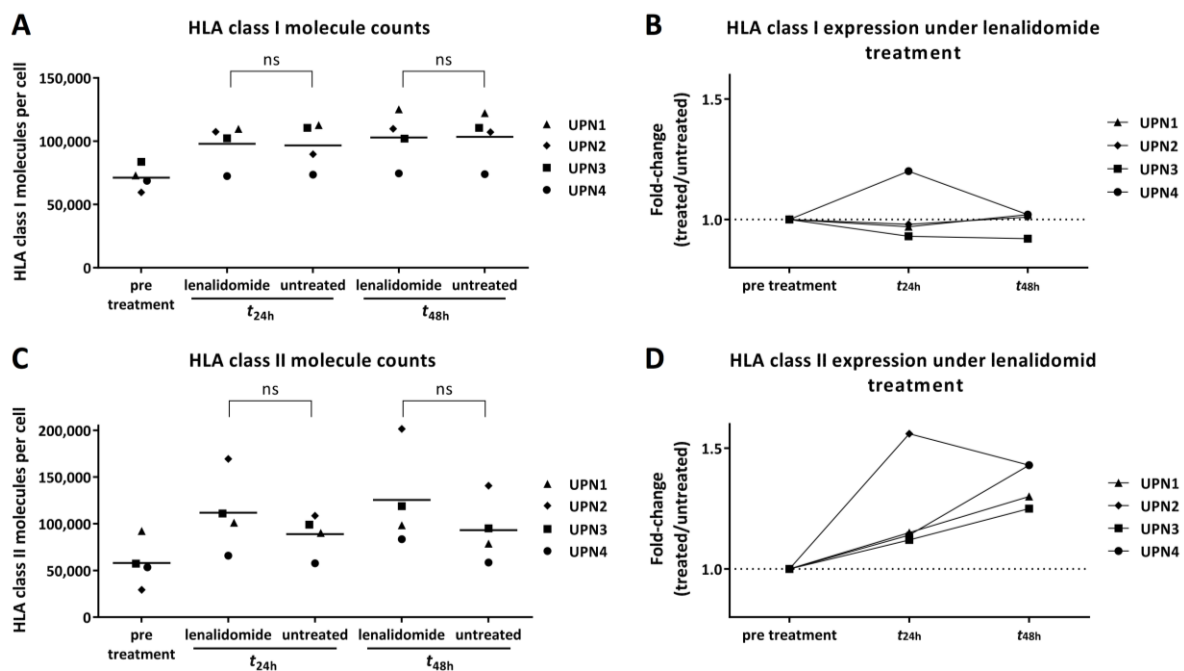 A
HLA class I molecule counts
HLA class I molecules per cell
150,000
100,000
50,000
0
ns
ns
UPN1
UPN2
UPN3
UPN4
pre
treatment
lenalidomide
untreated
lenalidomide
untreated
t24h
t48h
B
HLA class I expression under lenalidomide
treatment
Fold-change
(treated/untreated)
1.5
1.0
UPN1
UPN2
UPN3
UPN4
pre treatment
t24h
t48h
C
HLA class II molecule counts
HLA class II molecules per cell
200,000
150,000
100,000
50,000
0
ns
ns
UPN1
UPN2
UPN3
UPN4
pre
treatment
lenalidomide
untreated
lenalidomide
untreated
t24h
t48h
D
HLA class II expression under lenalidomid
treatment
Fold-change
(treated/untreated)
1.5
1.0
UPN1
UPN2
UPN3
UPN4
pre treatment
t24h
t48h